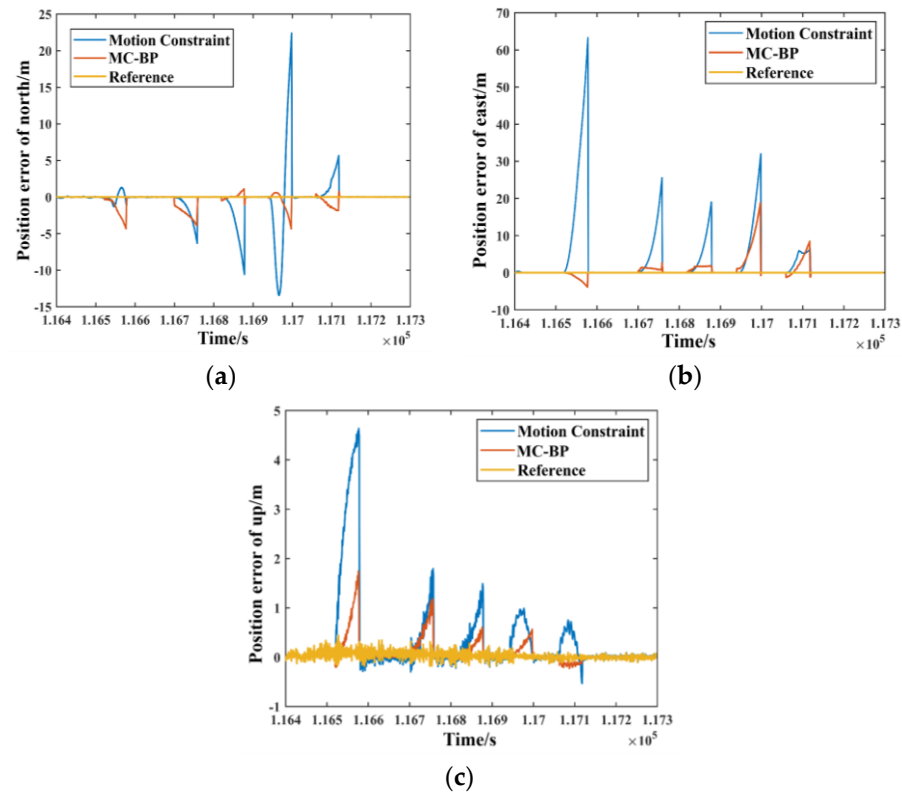 Position error of north/m
25
20
15
10
5
0
-5
-10
-15
Motion Constraint
MC-BP
Reference
1.164 1.165 1.166 1.167 1.168 1.169 1.17 1.171 1.172 1.173
Time/s
×10⁵
(a)
Position error of east/m
70
60
50
40
30
20
10
0
-10
Motion Constraint
MC-BP
Reference
1.164 1.165 1.166 1.167 1.168 1.169 1.17 1.171 1.172 1.173
Time/s
×10⁵
(b)
Position error of up/m
5
4
3
2
1
0
-1
Motion Constraint
MC-BP
Reference
1.164 1.165 1.166 1.167 1.168 1.169 1.17 1.171 1.172 1.173
Time/s
×10⁵
(c)